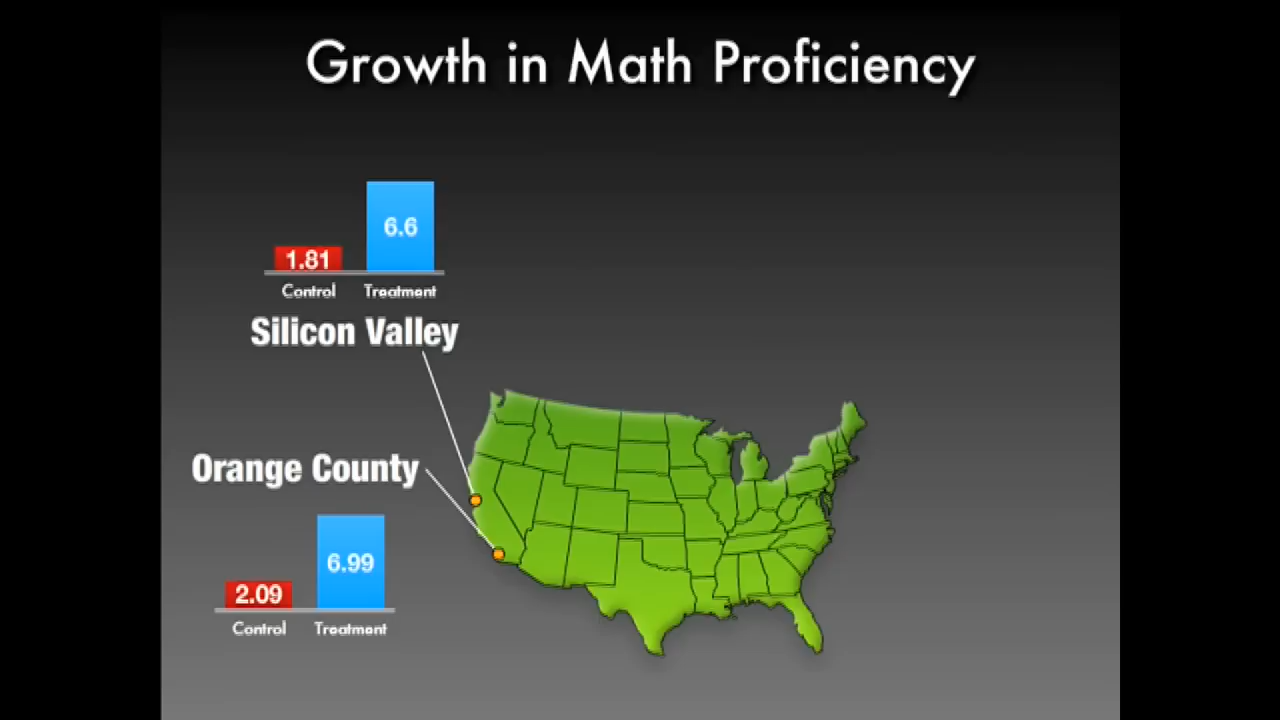 Growth in Math Proficiency
1.81
6.6
Control
Treatment
Silicon Valley
Orange County
2.09
6.99
Control
Treatment